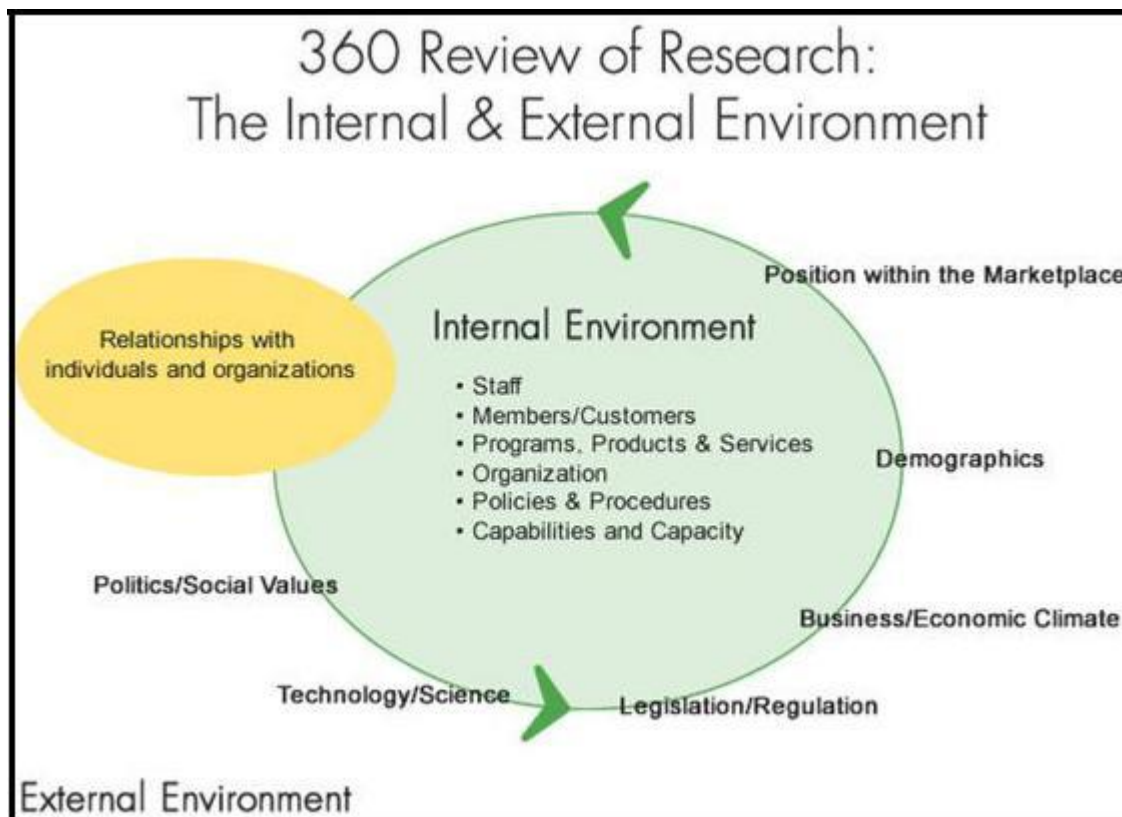 360 Review of Research:
The Internal & External Environment
Position within the Marketplace
Relationships with
individuals and organizations
Internal Environment
• Staff
• Members/Customers
• Programs, Products & Services
• Organization
• Policies & Procedures
• Capabilities and Capacity
Demographics
Politics/Social Values
Business/Economic Climate
Technology/Science
Legislation/Regulation
External Environment